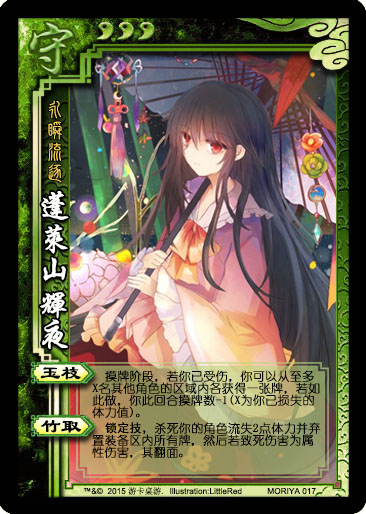 守
永瞬流逐
蓬萊山 輝夜
玉枝
摸牌阶段，若你已受伤，你可以从至多
X名其他角色的区域内各获得一张牌，若如
此做，你此回合摸牌数-1(X为你已损失的
体力值)。
竹取
锁定技，杀死你的角色流失2点体力并弃
置装备区内所有牌，然后若致死伤害为属
性伤害，其翻面。
™&© 2015 游卡桌游. Illustration:LittleRed MORIYA 017